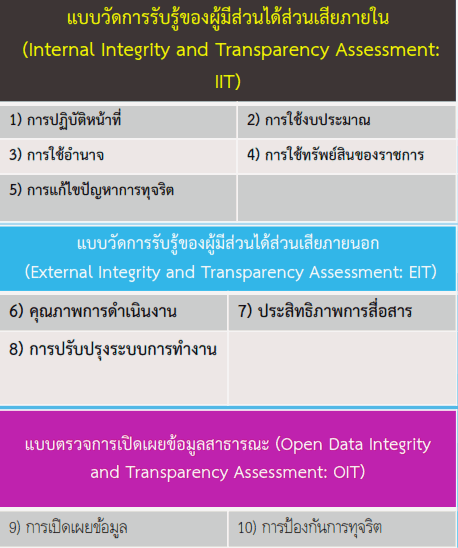 แบบวัดการรับรู้ของผู้มีส่วนได้ส่วนเสียภายใน
(Internal Integrity and Transparency Assessment:
IIT)
1) การปฏิบัติหน้าที่
2) การใช้งบประมาณ
3) การใช้อำนาจ
4) การใช้ทรัพย์สินของราชการ
5) การแก้ไขปัญหาการทุจริต
แบบวัดการรับรู้ของผู้มีส่วนได้ส่วนเสียภายนอก
(External Integrity and Transparency Assessment: EIT)
6) คุณภาพการดำเนินงาน
7) ประสิทธิภาพการสื่อสาร
8) การปรับปรุงระบบการทำงาน
แบบตรวจการเปิดเผยข้อมูลสาธารณะ (Open Data Integrity
and Transparency Assessment: OIT)
9) การเปิดเผยข้อมูล
10) การป้องกันการทุจริต